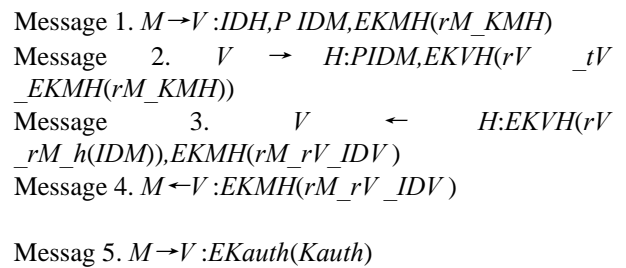 Message 1. M→V:IDH,P IDM,EKMH(rM_KMH)
Message 2. V → H:PIDM,EKVH(rV _tV
_EKMH(rM_KMH))
Message 3. V ← H:EKVH(rV
_rM_h(IDM)),EKMH(rM_rV_IDV )
Message 4. M←V:EKMH(rM_rV _IDV )
Messag 5. M→V:EKauth(Kauth)